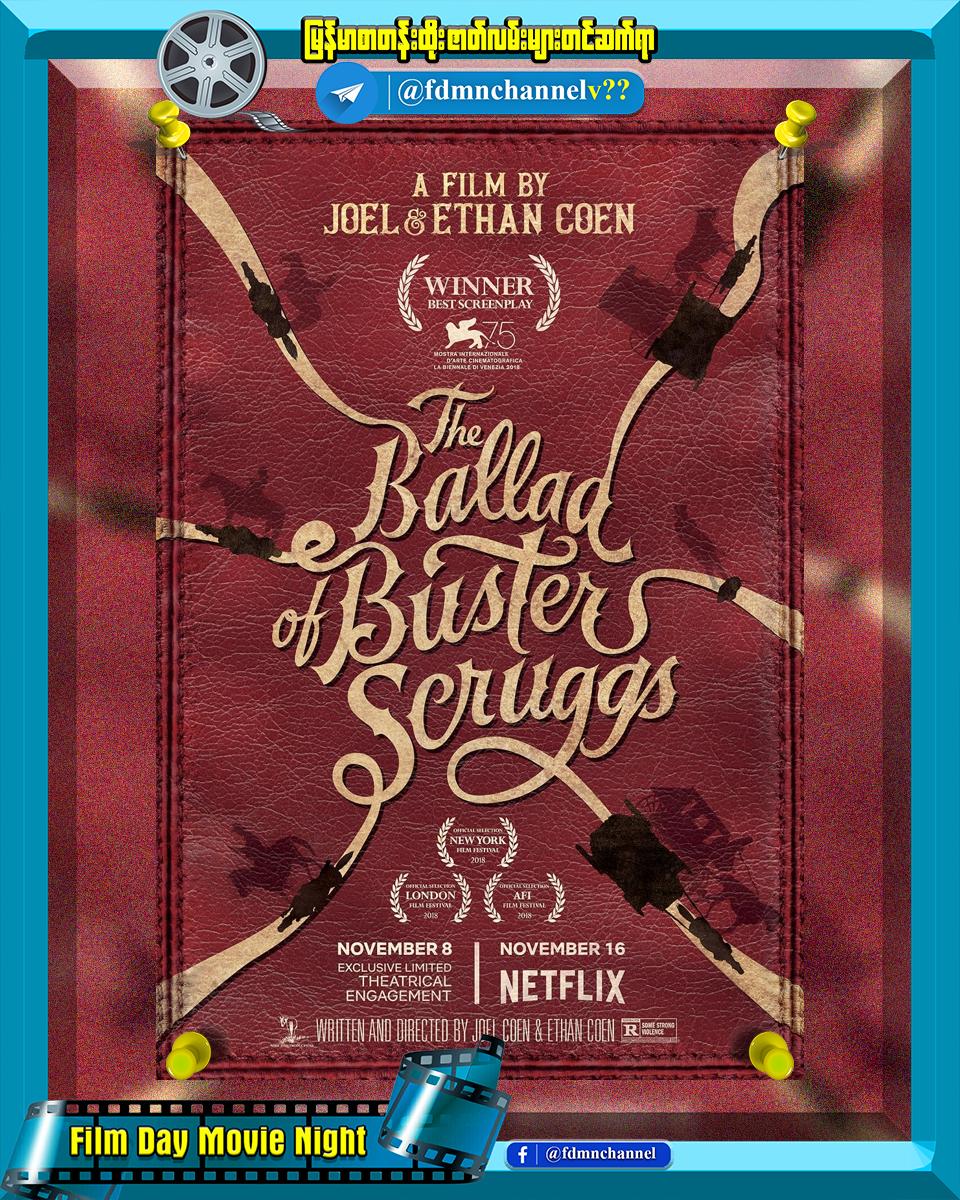 မြန်မာစာတန်းထိုးဇာတ်လမ်းများတင်ဆက်ရာ
@fdmnchannelv??
A FILM BY
JOEL & ETHAN COEN
WINNER
BEST SCREENPLAY
75
MOSTRA INTERNAZIONALE
D'ARTE CINEMATOGRAFICA
LA BIENNALE DI VENEZIA 2018
The
Ballad
of Buster
Scruggs
OFFICIAL SELECTION
NEW YORK
FILM FESTIVAL
2018
OFFICIAL SELECTION
LONDON
FILM FESTIVAL
2018
OFFICIAL SELECTION
AFI
FILM FESTIVAL
2018
NOVEMBER 8
EXCLUSIVE LIMITED
THEATRICAL
ENGAGEMENT
NOVEMBER 16
NETFLIX
WRITTEN AND DIRECTED BY JOEL COEN & ETHAN COEN
R
SOME STRONG
VIOLENCE
Film Day Movie Night
f @fdmnchannel